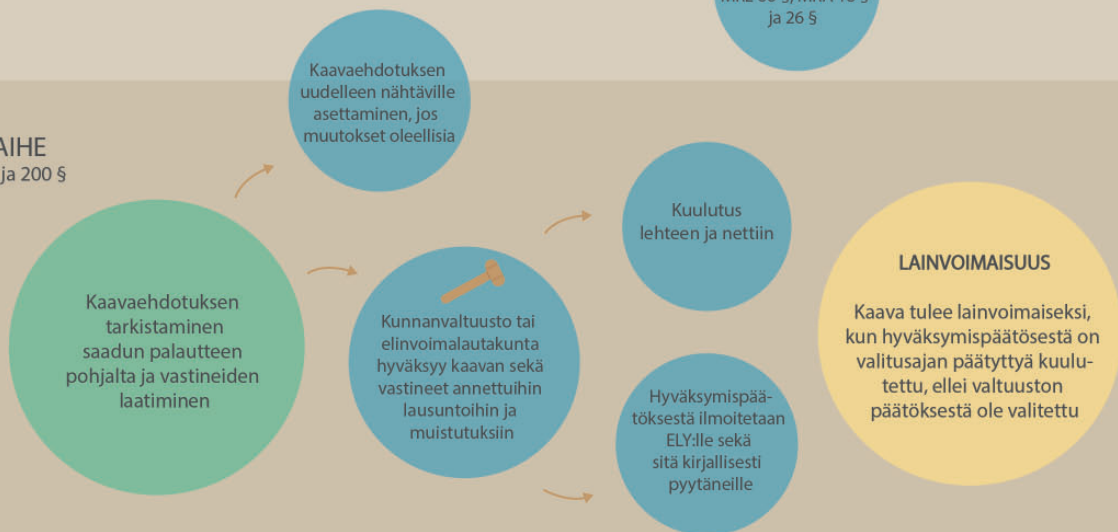 ja 26 §
Kaavaehdotuksen
uudelleen nähtäville
asettaminen, jos
muutokset oleellisia
AIHE
ja 200 §
Kaavaehdotuksen
tarkistaminen
saadun palautteen
pohjalta ja vastineiden
laatiminen
Kunnanvaltuusto tai
elinvoimalautakunta
hyväksyy kaavan sekä
vastineet annettuihin
lausuntoihin ja
muistutuksiin
Kuulutus
lehteen ja nettiin
Hyväksymispää-
töksestä ilmoitetaan
ELY:lle sekä
sitä kirjallisesti
pyytäneille
LAINVOIMAISUUS
Kaava tulee lainvoimaiseksi,
kun hyväksymispäätösestä on
valitusajan päätyttyä kuulu-
tettu, ellei valtuuston
päätöksestä ole valitettu